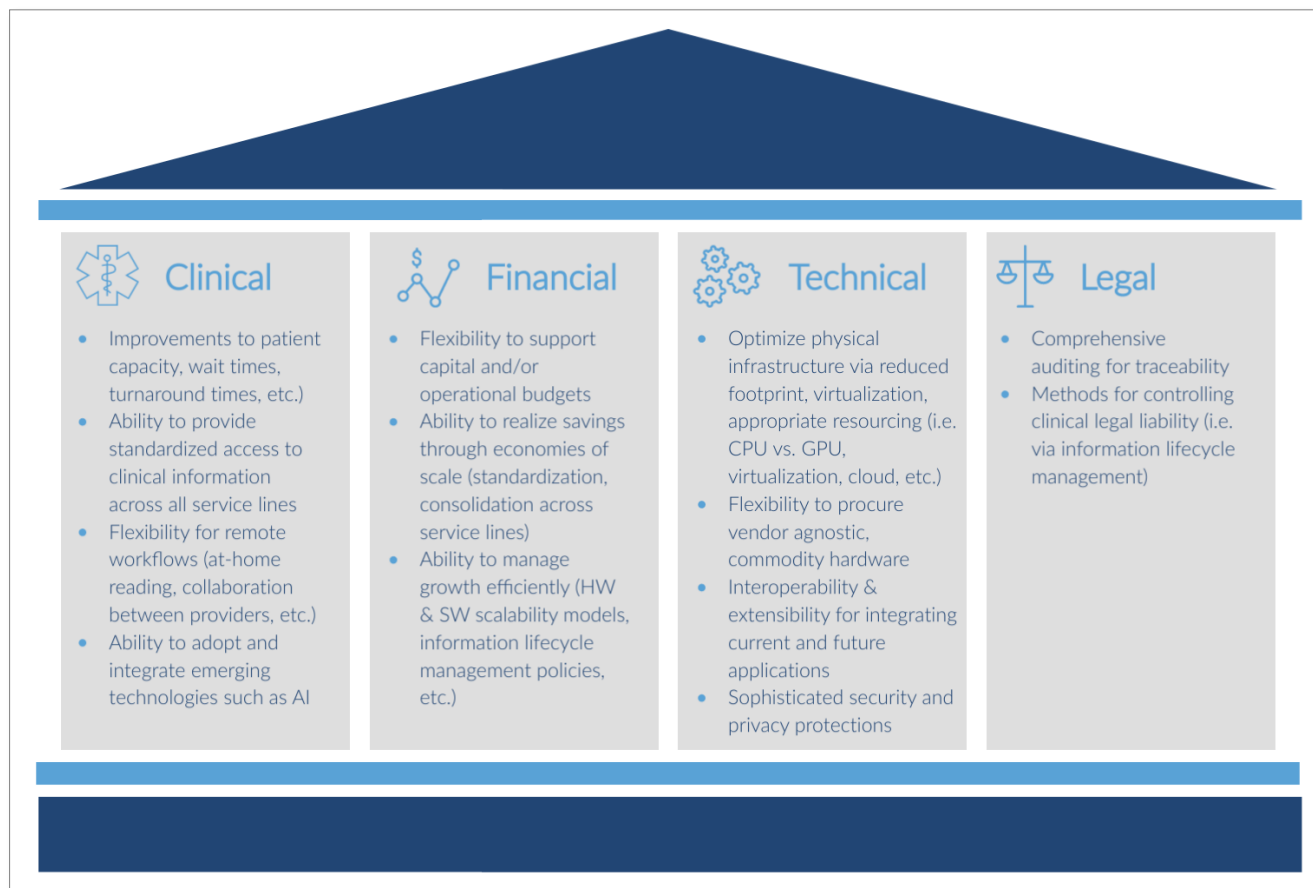 Clinical
• Improvements to patient
capacity, wait times,
turnaround times, etc.)
• Ability to provide
standardized access to
clinical information
across all service lines
• Flexibility for remote
workflows (at-home
reading, collaboration
between providers, etc.)
• Ability to adopt and
integrate emerging
technologies such as AI
$
Financial
• Flexibility to support
capital and/or
operational budgets
• Ability to realize savings
through economies of
scale (standardization,
consolidation across
service lines)
• Ability to manage
growth efficiently (HW
& SW scalability models,
information lifecycle
management policies,
etc.)
Technical
• Optimize physical
infrastructure via reduced
footprint, virtualization,
appropriate resourcing (i.e.
CPU vs. GPU,
virtualization, cloud, etc.)
• Flexibility to procure
vendor agnostic,
commodity hardware
• Interoperability &
extensibility for integrating
current and future
applications
• Sophisticated security and
privacy protections
Legal
• Comprehensive
auditing for traceability
• Methods for controlling
clinical legal liability (i.e.
via information lifecycle
management)